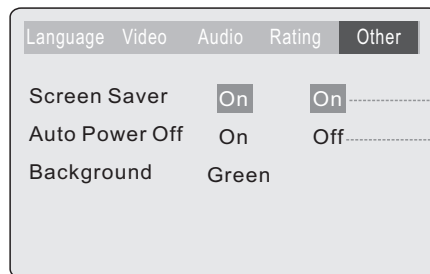 Language Video Audio Rating Other
Screen Saver On On
Auto Power Off On Off
Background Green